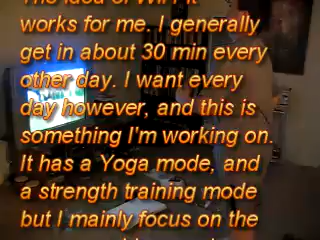 The idea of Wii Fit
works for me. I generally
get in about 30 min every
other day. I want every
day however, and this is
something I'm working on.
It has a Yoga mode, and
a strength training mode
but I mainly focus on the